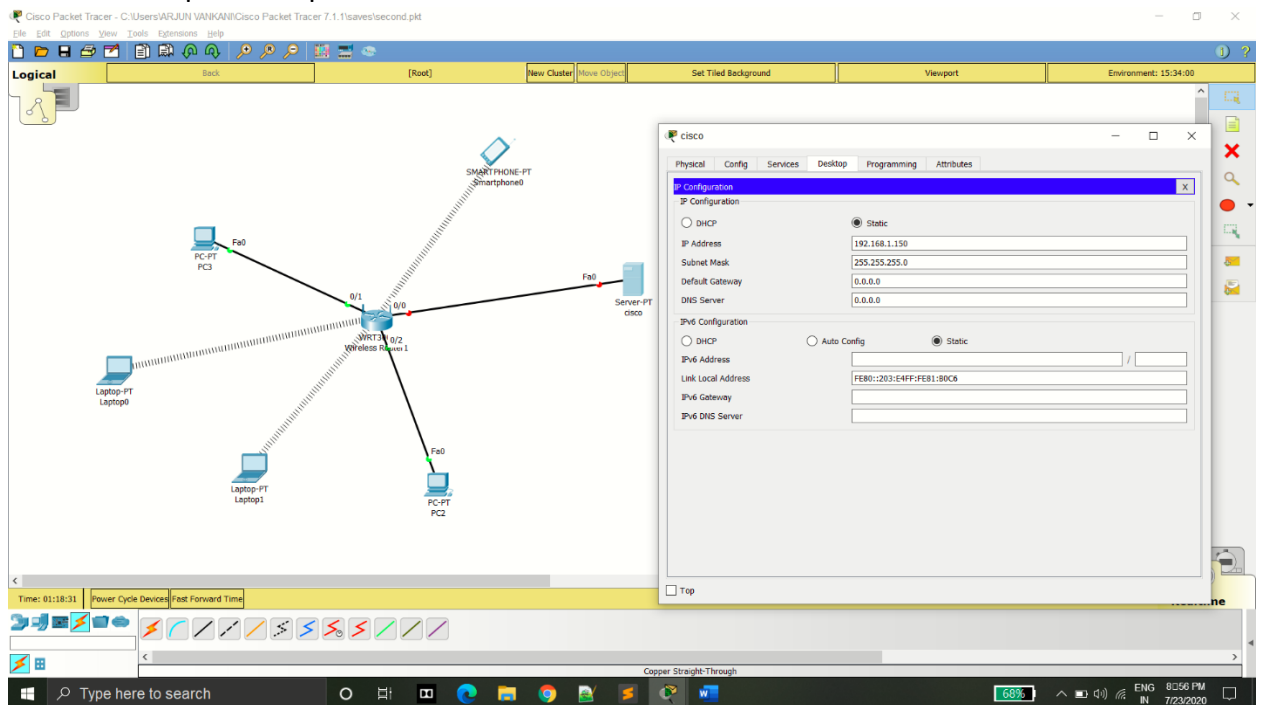 Cisco Packet Tracer - C:\Users\ARJUN VANKANI\Cisco Packet Tracer 7.1.1\saves\second.pkt
File Edit Options View Tools Extensions Help
Logical
Back
[Root]
New Cluster
Move Object
Set Tiled Background
Viewport
Environment: 15:34:00
SMARTPHONE-PT
Smartphone0
Fa0
PC-PT
PC3
0/1
0/0
0/2
Wireless Router1
Fa0
Server-PT
cisco
Laptop-PT
Laptop0
Laptop-PT
Laptop1
Fa0
PC-PT
PC2
cisco
Physical Config Services Desktop Programming Attributes
IP Configuration
X
IP Configuration
DHCP
Static
IP Address
192.168.1.150
Subnet Mask
255.255.255.0
Default Gateway
0.0.0.0
DNS Server
0.0.0.0
IPv6 Configuration
DHCP
Auto Config
Static
IPv6 Address
/
Link Local Address
FE80::203:E4FF:FE81:80C6
IPv6 Gateway
IPv6 DNS Server
Top
Time: 01:18:31
Power Cycle Devices
Fast Forward Time
Copper Straight-Through
Type here to search
68%
ENG
IN
8:56 PM
7/23/2020